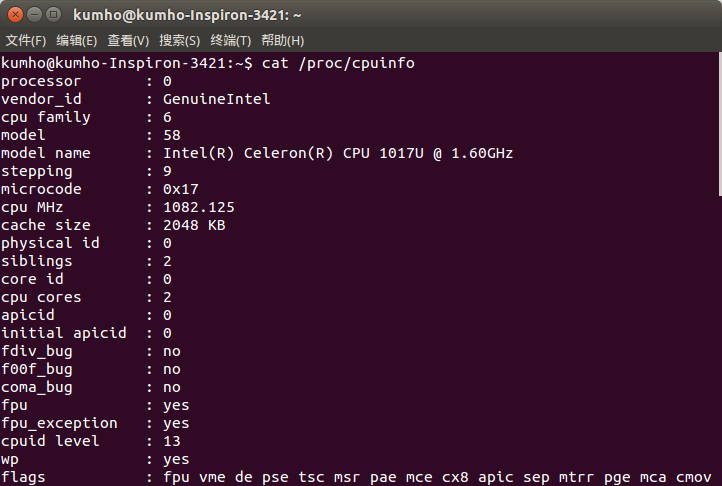 kumho@kumho-Inspiron-3421: ~
文件(F) 编辑(E) 查看(V) 搜索(S) 终端(T) 帮助(H)
kumho@kumho-Inspiron-3421:~$ cat /proc/cpuinfo
processor : 0
vendor_id : GenuineIntel
cpu family : 6
model : 58
model name : Intel(R) Celeron(R) CPU 1017U @ 1.60GHz
stepping : 9
microcode : 0x17
cpu MHz : 1082.125
cache size : 2048 KB
physical id : 0
siblings : 2
core id : 0
cpu cores : 2
apicid : 0
initial apicid : 0
fdiv_bug : no
f00f_bug : no
coma_bug : no
fpu : yes
fpu_exception : yes
cpuid level : 13
wp : yes
flags : fpu vme de pse tsc msr pae mce cx8 apic sep mtrr pge mca cmov